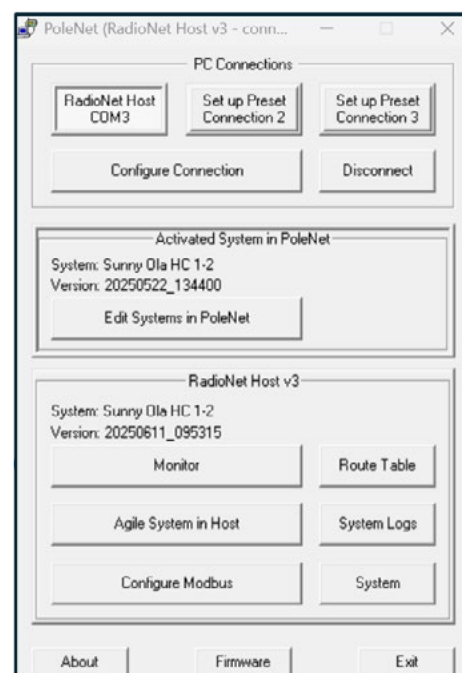 PoleNet (RadioNet Host v3 - conn...
PC Connections
RadioNet Host
COM3
Set up Preset
Connection 2
Set up Preset
Connection 3
Configure Connection
Disconnect
Activated System in PoleNet
System: Sunny Ola HC 1-2
Version: 20250522_134400
Edit Systems in PoleNet
RadioNet Host v3
System: Sunny Ola HC 1-2
Version: 20250611_095315
Monitor
Route Table
Agile System in Host
System Logs
Configure Modbus
System
About
Firmware
Exit